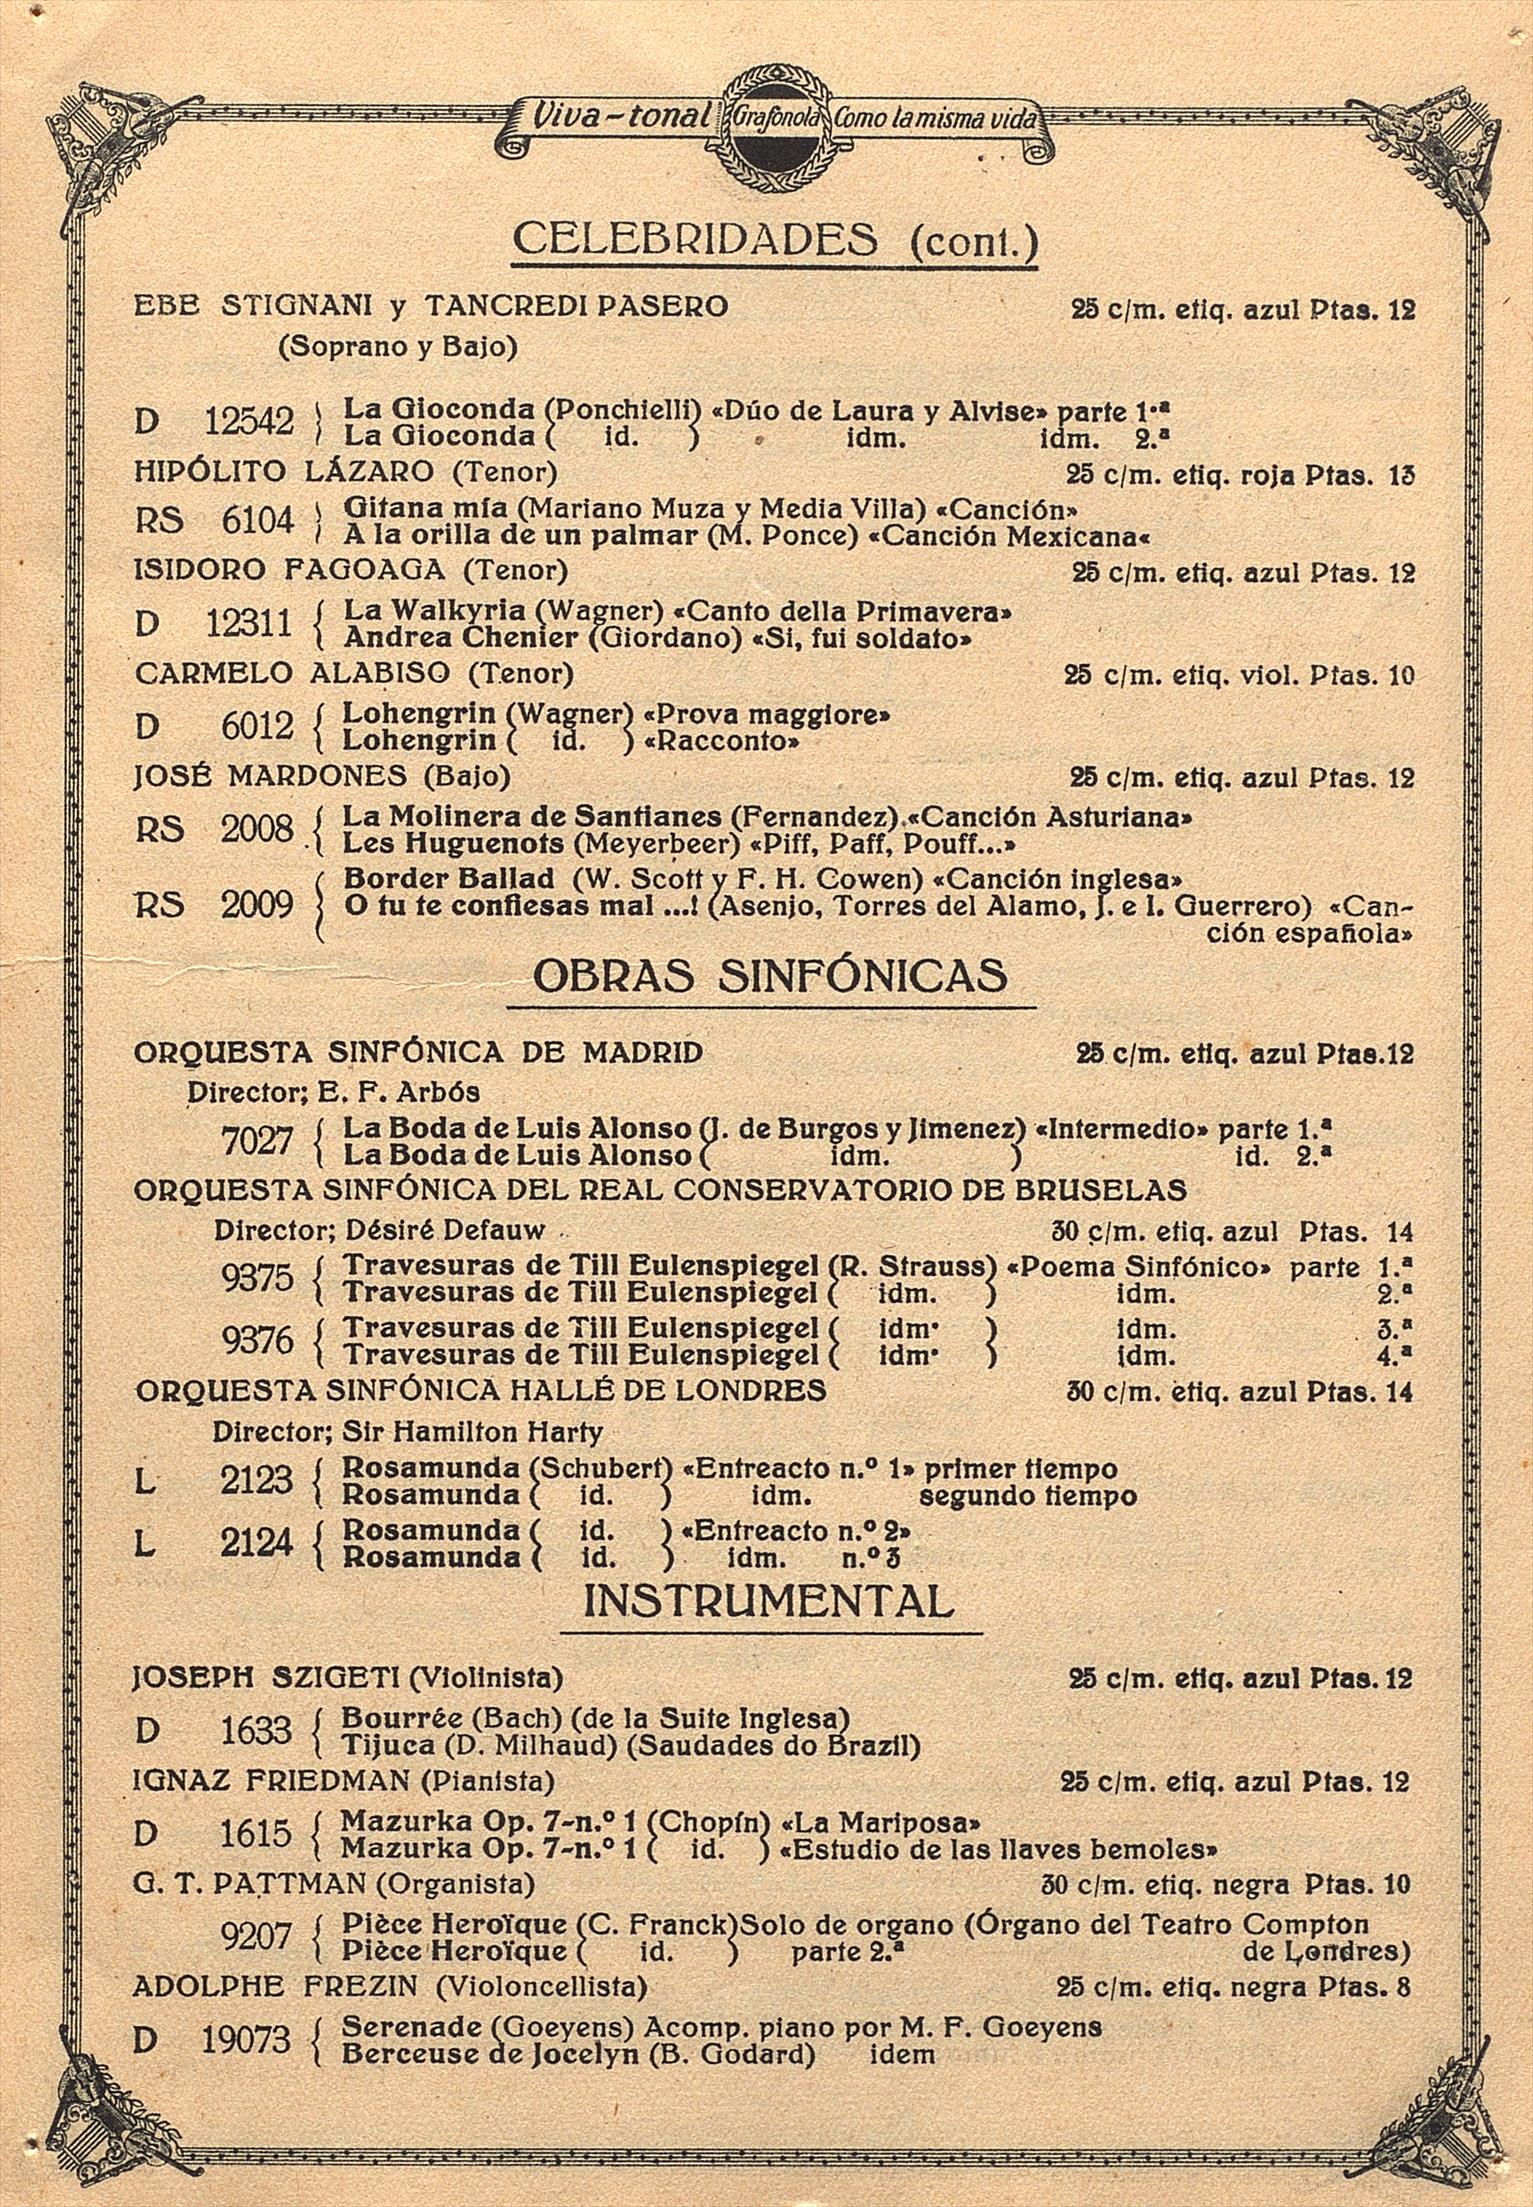 Viva-tonal Grafonola Como la misma vida
CELEBRIDADES (cont.)
EBE STIGNANI y TANCREDI PASERO 25 c/m. etiq. azul Ptas. 12
(Soprano y Bajo)
D 12542 { La Gioconda (Ponchielli) «Dúo de Laura y Alvise» parte 1.ª
La Gioconda ( id. ) idm. idm. 2.ª
HIPÓLITO LÁZARO (Tenor) 25 c/m. etiq. roja Ptas. 13
RS 6104 { Gitana mía (Mariano Muza y Media Villa) «Canción»
A la orilla de un palmar (M. Ponce) «Canción Mexicana«
ISIDORO FAGOAGA (Tenor) 25 c/m. etiq. azul Ptas. 12
D 12311 { La Walkyria (Wagner) «Canto della Primavera»
Andrea Chenier (Giordano) «Si, fui soldato»
CARMELO ALABISO (Tenor) 25 c/m. etiq. viol. Ptas. 10
D 6012 { Lohengrin (Wagner) «Prova maggiore»
Lohengrin ( id. ) «Racconto»
JOSÉ MARDONES (Bajo) 25 c/m. etiq. azul Ptas. 12
RS 2008 { La Molinera de Santianes (Fernandez) «Canción Asturiana»
Les Huguenots (Meyerbeer) «Piff, Paff, Pouff...»
RS 2009 { Border Ballad (W. Scott y F. H. Cowen) «Canción inglesa»
O tu te confiesas mal ...! (Asenjo, Torres del Alamo, J. e I. Guerrero) «Can-
ción española»
OBRAS SINFÓNICAS
ORQUESTA SINFÓNICA DE MADRID 25 c/m. etiq. azul Ptas.12
Director; E. F. Arbós
7027 { La Boda de Luis Alonso (J. de Burgos y Jimenez) «Intermedio» parte 1.ª
La Boda de Luis Alonso ( idm. ) id. 2.ª
ORQUESTA SINFÓNICA DEL REAL CONSERVATORIO DE BRUSELAS
Director; Désiré Defauw 30 c/m. etiq. azul Ptas. 14
9375 { Travesuras de Till Eulenspiegel (R. Strauss) «Poema Sinfónico» parte 1.ª
Travesuras de Till Eulenspiegel ( idm. ) idm. 2.ª
9376 { Travesuras de Till Eulenspiegel ( idm· ) idm. 3.ª
Travesuras de Till Eulenspiegel ( idm· ) idm. 4.ª
ORQUESTA SINFÓNICA HALLÉ DE LONDRES 30 c/m. etiq. azul Ptas. 14
Director; Sir Hamilton Harty
L 2123 { Rosamunda (Schubert) «Entreacto n.º 1» primer tiempo
Rosamunda ( id. ) idm. segundo tiempo
L 2124 { Rosamunda ( id. ) «Entreacto n.º 2»
Rosamunda ( id. ) idm. n.º 3
INSTRUMENTAL
JOSEPH SZIGETI (Violinista) 25 c/m. etiq. azul Ptas. 12
D 1633 { Bourrée (Bach) (de la Suite Inglesa)
Tijuca (D. Milhaud) (Saudades do Brazil)
IGNAZ FRIEDMAN (Pianista) 25 c/m. etiq. azul Ptas. 12
D 1615 { Mazurka Op. 7-n.º 1 (Chopín) «La Mariposa»
Mazurka Op. 7-n.º 1 ( id. ) «Estudio de las llaves bemoles»
G. T. PATTMAN (Organista) 30 c/m. etiq. negra Ptas. 10
9207 { Pièce Heroïque (C. Franck)Solo de organo (Órgano del Teatro Compton
Pièce Heroïque ( id. ) parte 2.ª de Londres)
ADOLPHE FREZIN (Violoncellista) 25 c/m. etiq. negra Ptas. 8
D 19073 { Serenade (Goeyens) Acomp. piano por M. F. Goeyens
Berceuse de Jocelyn (B. Godard) idem